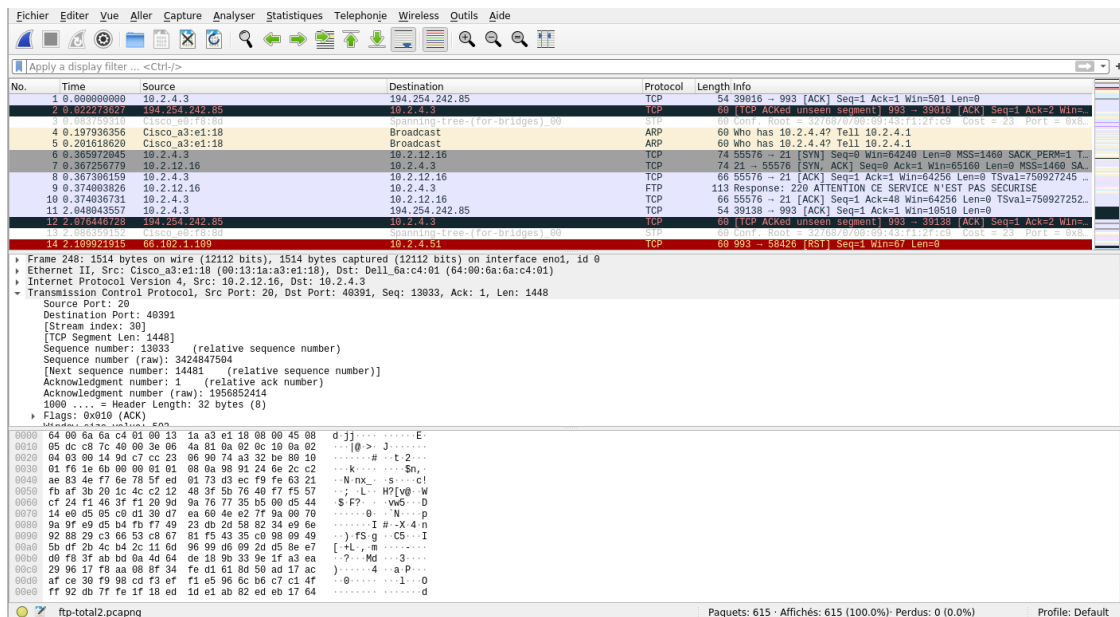 Fichier Editer Vue Aller Capture Analyser Statistiques Telephonie Wireless Outils Aide
Apply a display filter ... <Ctrl-/>
No. Time Source Destination Protocol Length Info
1 0.000000000 10.2.4.3 194.254.242.85 TCP 54 39016 → 993 [ACK] Seq=1 Ack=1 Win=501 Len=0
2 0.022273627 194.254.242.85 10.2.4.3 TCP 60 [TCP ACKed unseen segment] 993 → 39016 [ACK] Seq=1 Ack=2 Win=…
3 0.083759310 Cisco_e0:f8:8d Spanning-tree-(for-bridges)_00 STP 60 Conf. Root = 32768/0/00:09:43:f1:2f:c9 Cost = 23 Port = 0x8…
4 0.197936356 Cisco_a3:e1:18 Broadcast ARP 60 Who has 10.2.4.4? Tell 10.2.4.1
5 0.201618620 Cisco_a3:e1:18 Broadcast ARP 60 Who has 10.2.4.3? Tell 10.2.4.1
6 0.365972045 10.2.4.3 10.2.12.16 TCP 74 55576 → 21 [SYN] Seq=0 Win=64240 Len=0 MSS=1460 SACK_PERM=1 T…
7 0.367256779 10.2.12.16 10.2.4.3 TCP 74 21 → 55576 [SYN, ACK] Seq=0 Ack=1 Win=65160 Len=0 MSS=1460 SA…
8 0.367306159 10.2.4.3 10.2.12.16 TCP 66 55576 → 21 [ACK] Seq=1 Ack=1 Win=64256 Len=0 TSval=750927245 …
9 0.374003826 10.2.12.16 10.2.4.3 FTP 113 Response: 220 ATTENTION CE SERVICE N'EST PAS SECURISE
10 0.374036731 10.2.4.3 10.2.12.16 TCP 66 55576 → 21 [ACK] Seq=1 Ack=48 Win=64256 Len=0 TSval=750927252…
11 2.048043557 10.2.4.3 194.254.242.85 TCP 54 39138 → 993 [ACK] Seq=1 Ack=1 Win=10510 Len=0
12 2.076446728 194.254.242.85 10.2.4.3 TCP 60 [TCP ACKed unseen segment] 993 → 39138 [ACK] Seq=1 Ack=2 Win=…
13 2.086359152 Cisco_e0:f8:8d Spanning-tree-(for-bridges)_00 STP 60 Conf. Root = 32768/0/00:09:43:f1:2f:c9 Cost = 23 Port = 0x8…
14 2.109921915 66.102.1.109 10.2.4.51 TCP 60 993 → 58426 [RST] Seq=1 Win=67 Len=0
Frame 248: 1514 bytes on wire (12112 bits), 1514 bytes captured (12112 bits) on interface eno1, id 0
Ethernet II, Src: Cisco_a3:e1:18 (00:13:1a:a3:e1:18), Dst: Dell_6a:c4:01 (64:00:6a:6a:c4:01)
Internet Protocol Version 4, Src: 10.2.12.16, Dst: 10.2.4.3
Transmission Control Protocol, Src Port: 20, Dst Port: 40391, Seq: 13033, Ack: 1, Len: 1448
Source Port: 20
Destination Port: 40391
[Stream index: 30]
[TCP Segment Len: 1448]
Sequence number: 13033 (relative sequence number)
Sequence number (raw): 3424847504
[Next sequence number: 14481 (relative sequence number)]
Acknowledgment number: 1 (relative ack number)
Acknowledgment number (raw): 1956852414
1000 .... = Header Length: 32 bytes (8)
Flags: 0x010 (ACK)
0000 64 00 6a 6a c4 01 00 13 1a a3 e1 18 08 00 45 08 d·jj···· ······E·
0010 05 dc c8 7c 40 00 3e 06 4a 81 0a 02 0c 10 0a 02 ···|@·>· J·······
0020 04 03 00 14 9d c7 cc 23 06 90 74 a3 32 be 80 10 ·······# ··t·2···
0030 01 f6 1e 6b 00 00 01 01 08 0a 98 91 24 6e 2c c2 ···k···· ····$n,·
0040 ae 83 4e f7 6e 78 5f ed 01 73 d3 ec f9 fe 63 21 ··N·nx_· ·s····c!
0050 fb af 3b 20 1c 4c c2 12 48 3f 5b 76 40 f7 f5 57 ··; ·L·· H?[v@··W
0060 cf 24 f1 46 3f f1 20 9d 9a 76 77 35 b5 00 d5 44 ·$·F?· · ·vw5···D
0070 14 e0 d5 05 c0 d1 30 d7 ea 60 4e e2 7f 9a 00 70 ······0· ·`N····p
0080 9a 9f e9 d5 b4 fb f7 49 23 db 2d 58 82 34 e9 6e ·······I #·-X·4·n
0090 92 88 29 c3 66 53 c8 67 81 f5 43 35 c0 98 09 49 ··)·fS·g ··C5···I
00a0 5b df 2b 4c b4 2c 11 6d 96 99 d6 09 2d d5 8e e7 [·+L·,·m ····-···
00b0 d0 f8 3f ab bd 0a 4d 64 de 18 9b 33 9e 1f a3 ea ··?···Md ···3····
00c0 29 96 17 f8 aa 08 8f 34 fe d1 61 8d 50 ad 17 ac )······4 ··a·P···
00d0 af ce 30 f9 98 cd f3 ef f1 e5 96 6c b6 c7 c1 4f ··0····· ···l···O
00e0 ff 92 db 7f fe 1f 18 ed 1d e1 ab 82 ed eb 17 64 ········ ·······d
ftp-total2.pcapng Paquets: 615 · Affichés: 615 (100.0%)· Perdus: 0 (0.0%) Profile: Default